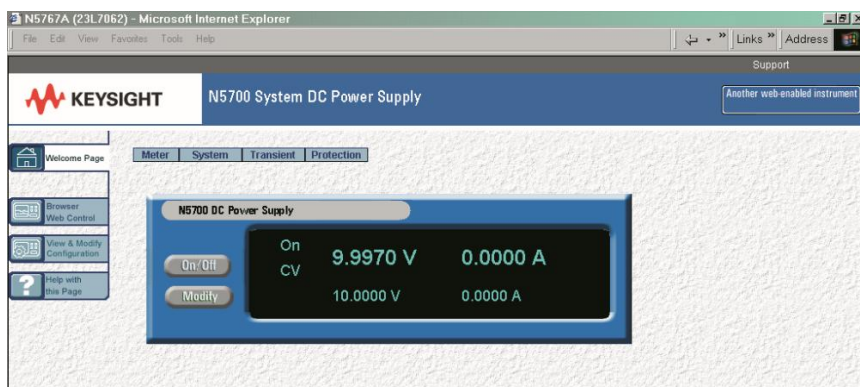 N5767A (23L7062) - Microsoft Internet Explorer
File Edit View Favorites Tools Help
» Links » Address
Support
KEYSIGHT
N5700 System DC Power Supply
Another web-enabled instrument
Welcome Page
Meter System Transient Protection
Browser
Web Control
View & Modify
Configuration
Help with
this Page
N5700 DC Power Supply
On/Off
Modify
On
CV
9.9970 V 0.0000 A
10.0000 V 0.0000 A